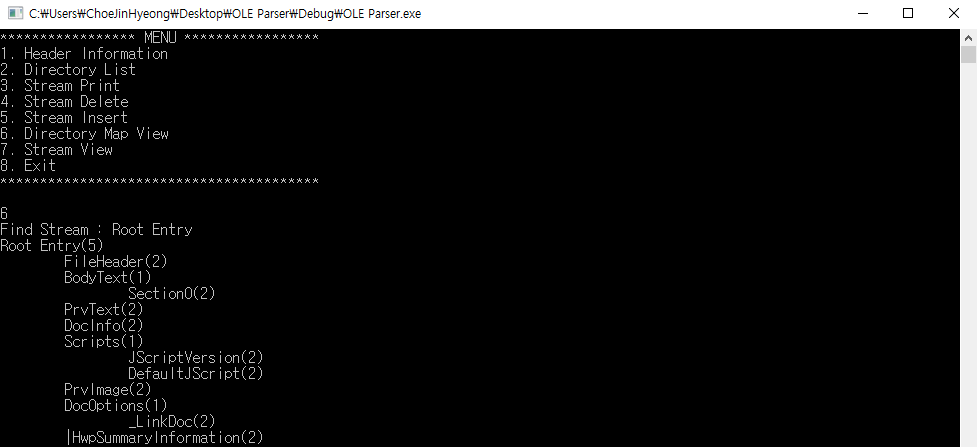 C:₩Users₩ChoeJinHyeong₩Desktop₩OLE Parser₩Debug₩OLE Parser.exe
***************** MENU *****************
1. Header Information
2. Directory List
3. Stream Print
4. Stream Delete
5. Stream Insert
6. Directory Map View
7. Stream View
8. Exit
****************************************
6
Find Stream : Root Entry
Root Entry(5)
FileHeader(2)
BodyText(1)
Section0(2)
PrvText(2)
DocInfo(2)
Scripts(1)
JScriptVersion(2)
DefaultJScript(2)
PrvImage(2)
DocOptions(1)
_LinkDoc(2)
|HwpSummaryInformation(2)